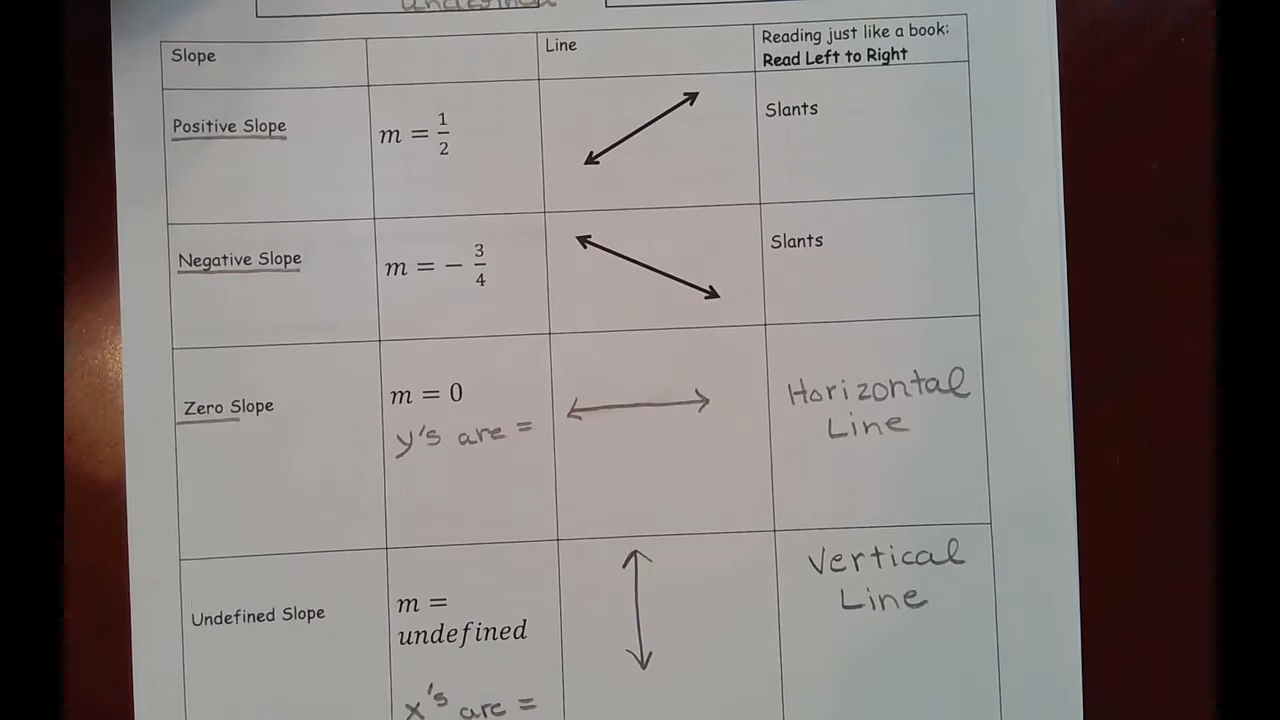 undefined
Slope
Line
Reading just like a book:
Read Left to Right
Positive Slope
m = 1/2
Slants
Negative Slope
m = - 3/4
Slants
Zero Slope
m = 0
y's are =
Horizontal
Line
Undefined Slope
m =
undefined
x's are =
Vertical
Line